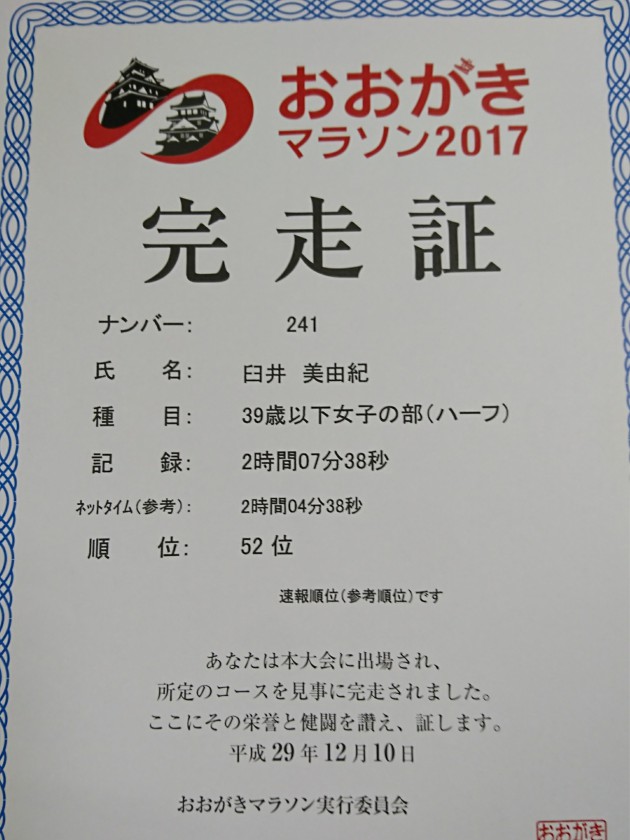 おおがき
マラソン2017
完走証
ナンバー: 241
氏 名: 臼井 美由紀
種 目: 39歳以下女子の部(ハーフ)
記 録: 2時間07分38秒
ネットタイム(参考): 2時間04分38秒
順 位: 52 位
速報順位(参考順位)です
あなたは本大会に出場され、
所定のコースを見事に完走されました。
ここにその栄誉と健闘を讃え、証します。
平成29年12月10日
おおがきマラソン実行委員会
おおがき